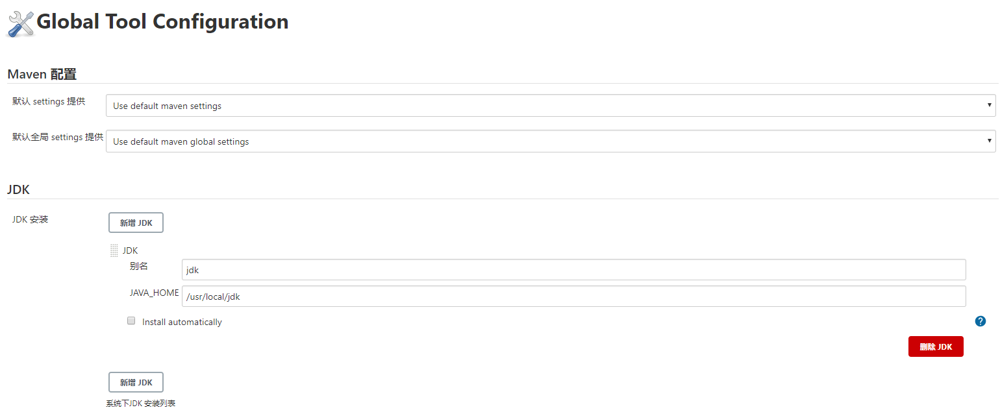 Global Tool Configuration
Maven 配置
默认 settings 提供
Use default maven settings
默认全局 settings 提供
Use default maven global settings
JDK
JDK 安装
新增 JDK
JDK
别名
jdk
JAVA_HOME
/usr/local/jdk
Install automatically
?
删除 JDK
新增 JDK
系统下JDK 安装列表